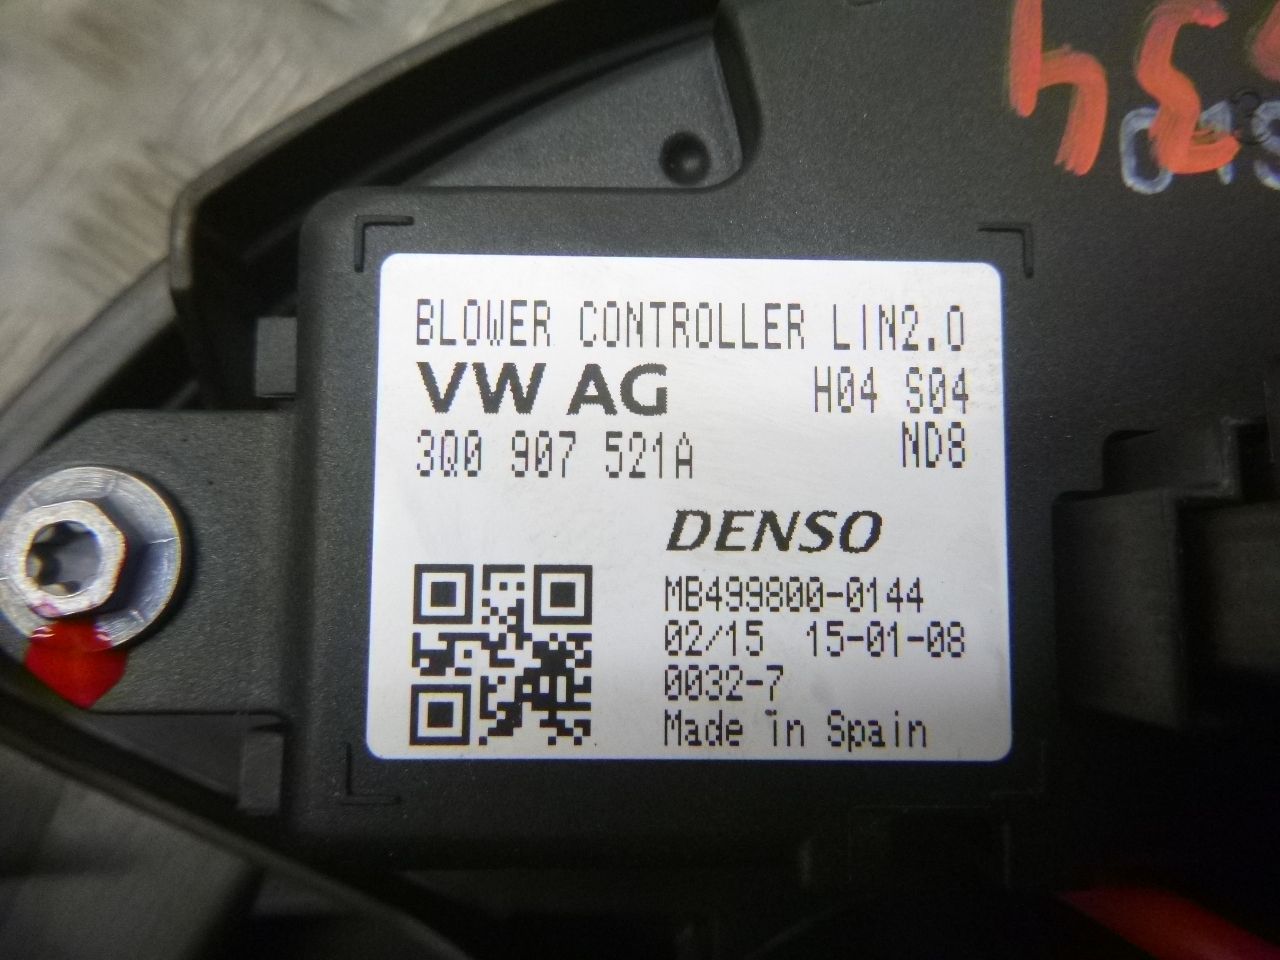 BLOWER CONTROLLER LIN2.0
VW AG H04 S04
3Q0 907 521A ND8
DENSO
MB499800-0144
02/15 15-01-08
0032-7
Made in Spain